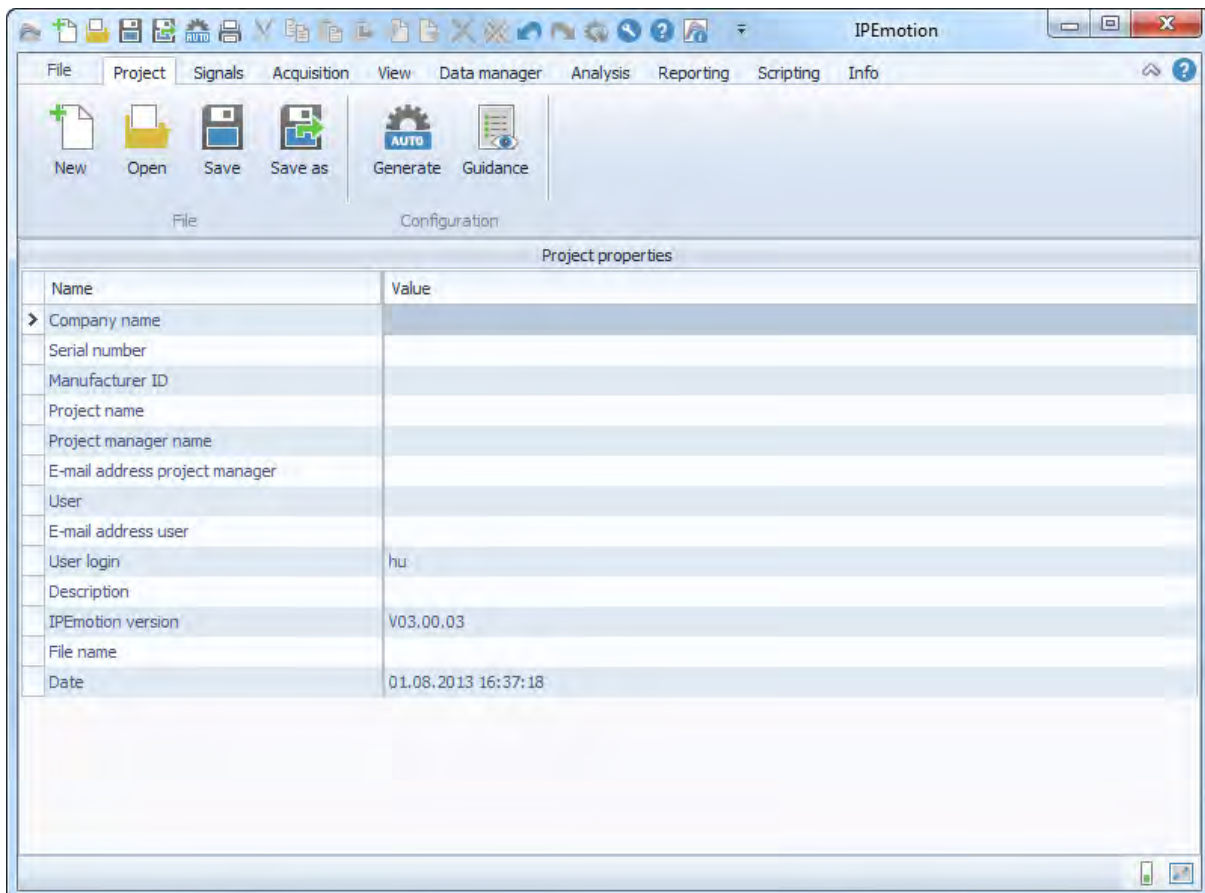 AUTO IPEmotion
File Project Signals Acquisition View Data manager Analysis Reporting Scripting Info
AUTO
New Open Save Save as Generate Guidance
File Configuration
Project properties
Name Value
Company name
Serial number
Manufacturer ID
Project name
Project manager name
E-mail address project manager
User
E-mail address user
User login hu
Description
IPEmotion version V03.00.03
File name
Date 01.08.2013 16:37:18